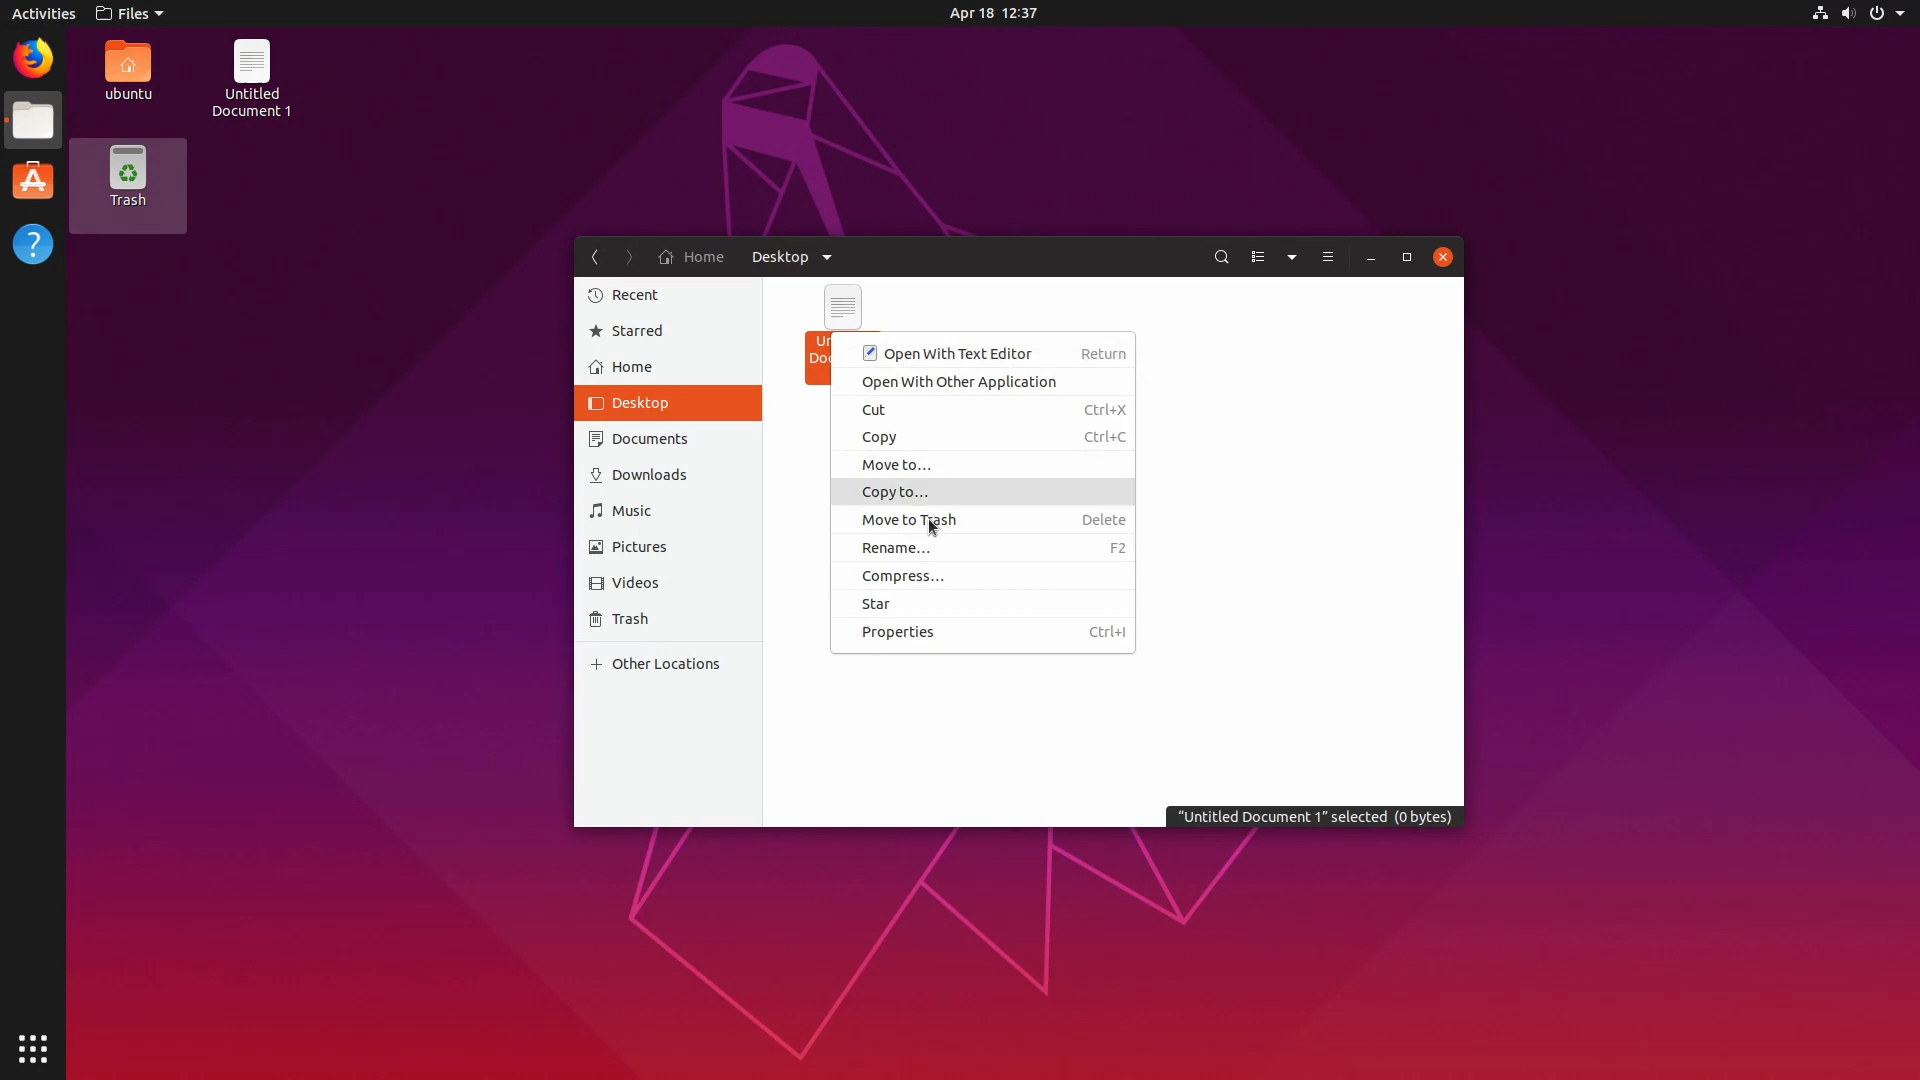 Activities
Files
Apr 18 12:37
ubuntu
Untitled
Document 1
Trash
Home
Desktop
Recent
Starred
Home
Desktop
Documents
Downloads
Music
Pictures
Videos
Trash
Other Locations
Open With Text Editor Return
Open With Other Application
Cut Ctrl+X
Copy Ctrl+C
Move to…
Copy to…
Move to Trash Delete
Rename… F2
Compress…
Star
Properties Ctrl+I
“Untitled Document 1” selected (0 bytes)